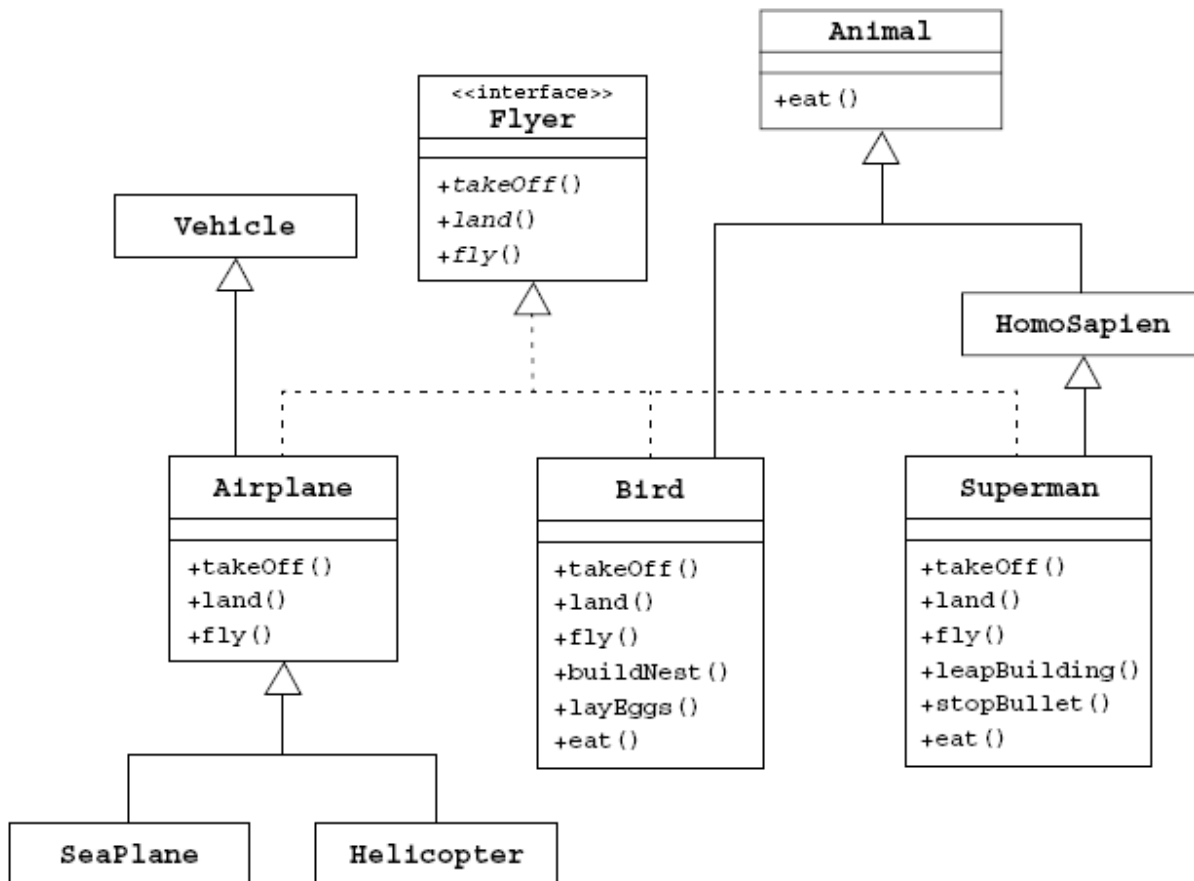 Animal
+eat()
<<interface>>
Flyer
+takeOff()
+land()
+fly()
Vehicle
HomoSapien
Airplane
+takeOff()
+land()
+fly()
Bird
+takeOff()
+land()
+fly()
+buildNest()
+layEggs()
+eat()
Superman
+takeOff()
+land()
+fly()
+leapBuilding()
+stopBullet()
+eat()
SeaPlane
Helicopter